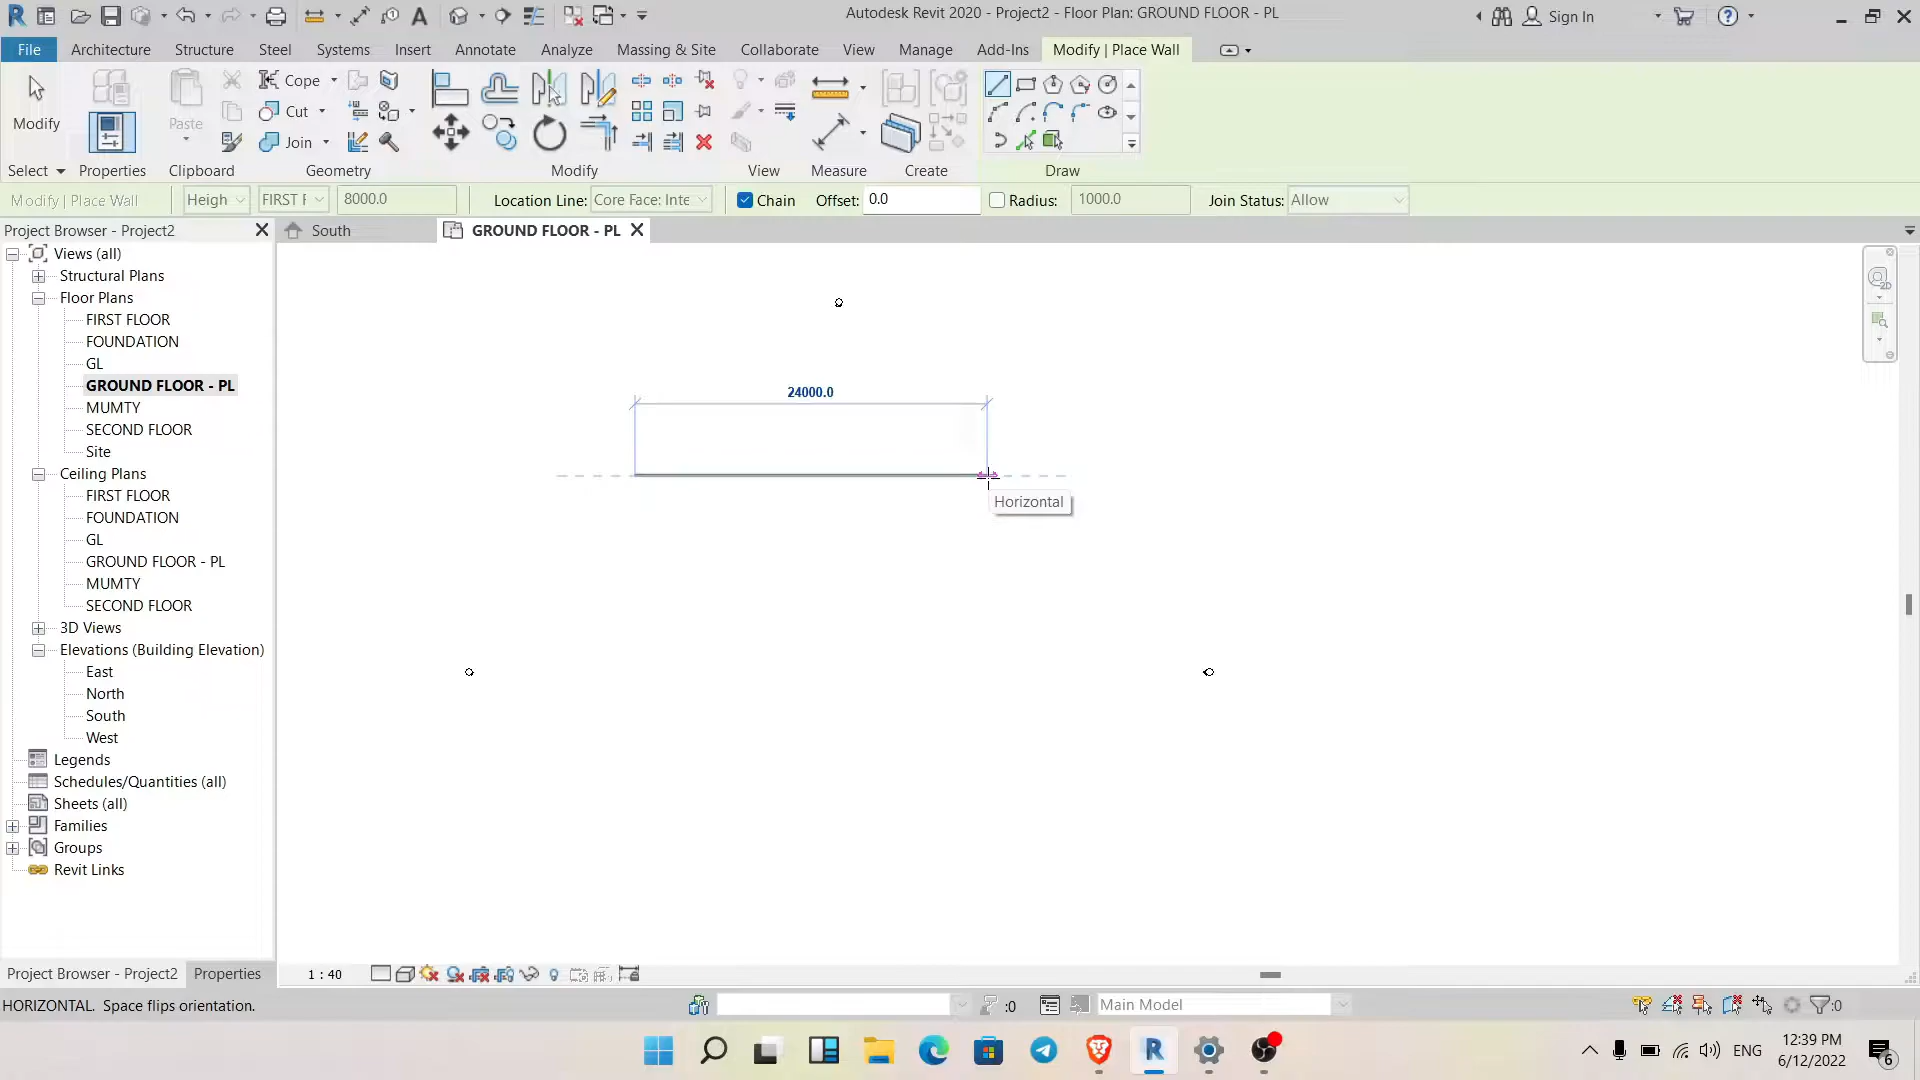 Autodesk Revit 2020 - Project2 - Floor Plan: GROUND FLOOR - PL
Sign In
File
Architecture
Structure
Steel
Systems
Insert
Annotate
Analyze
Massing & Site
Collaborate
View
Manage
Add-Ins
Modify | Place Wall
Modify
Paste
Cope
Cut
Join
Select
Properties
Clipboard
Geometry
Modify
View
Measure
Create
Draw
Modify | Place Wall
Heigh
FIRST F
8000.0
Location Line:
Core Face: Inte
Chain
Offset:
0.0
Radius:
1000.0
Join Status:
Allow
Project Browser - Project2
South
GROUND FLOOR - PL
Views (all)
Structural Plans
Floor Plans
FIRST FLOOR
FOUNDATION
GL
GROUND FLOOR - PL
MUMTY
SECOND FLOOR
Site
Ceiling Plans
FIRST FLOOR
FOUNDATION
GL
GROUND FLOOR - PL
MUMTY
SECOND FLOOR
3D Views
Elevations (Building Elevation)
East
North
South
West
Legends
Schedules/Quantities (all)
Sheets (all)
Families
Groups
Revit Links
24000.0
Horizontal
2D
Project Browser - Project2
Properties
1 : 40
HORIZONTAL.  Space flips orientation.
:0
Main Model
:0
ENG
12:39 PM
6/12/2022
6